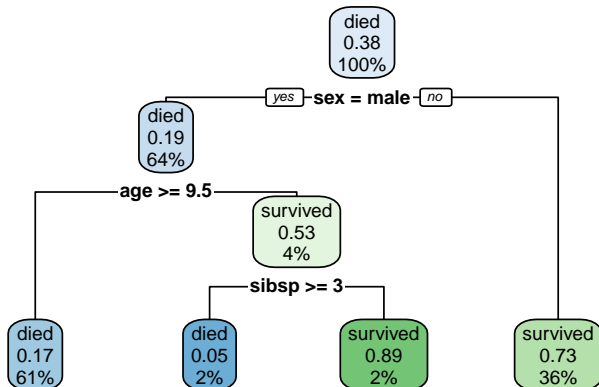 died
0.38
100%
yes sex = male no
died
0.19
64%
age >= 9.5
survived
0.53
4%
sibsp >= 3
died
0.17
61%
died
0.05
2%
survived
0.89
2%
survived
0.73
36%